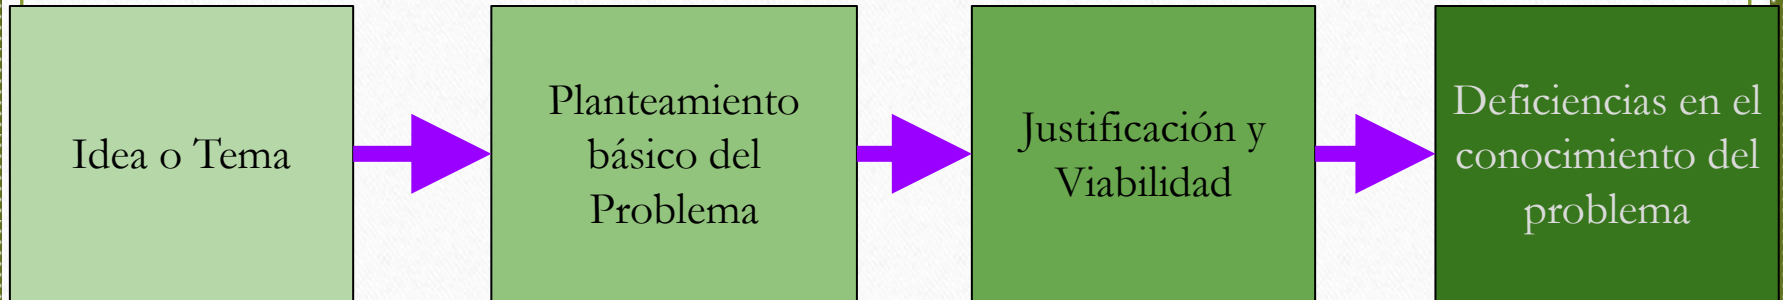 Idea o Tema
Planteamiento
básico del
Problema
Justificación y
Viabilidad
Deficiencias en el
conocimiento del
problema